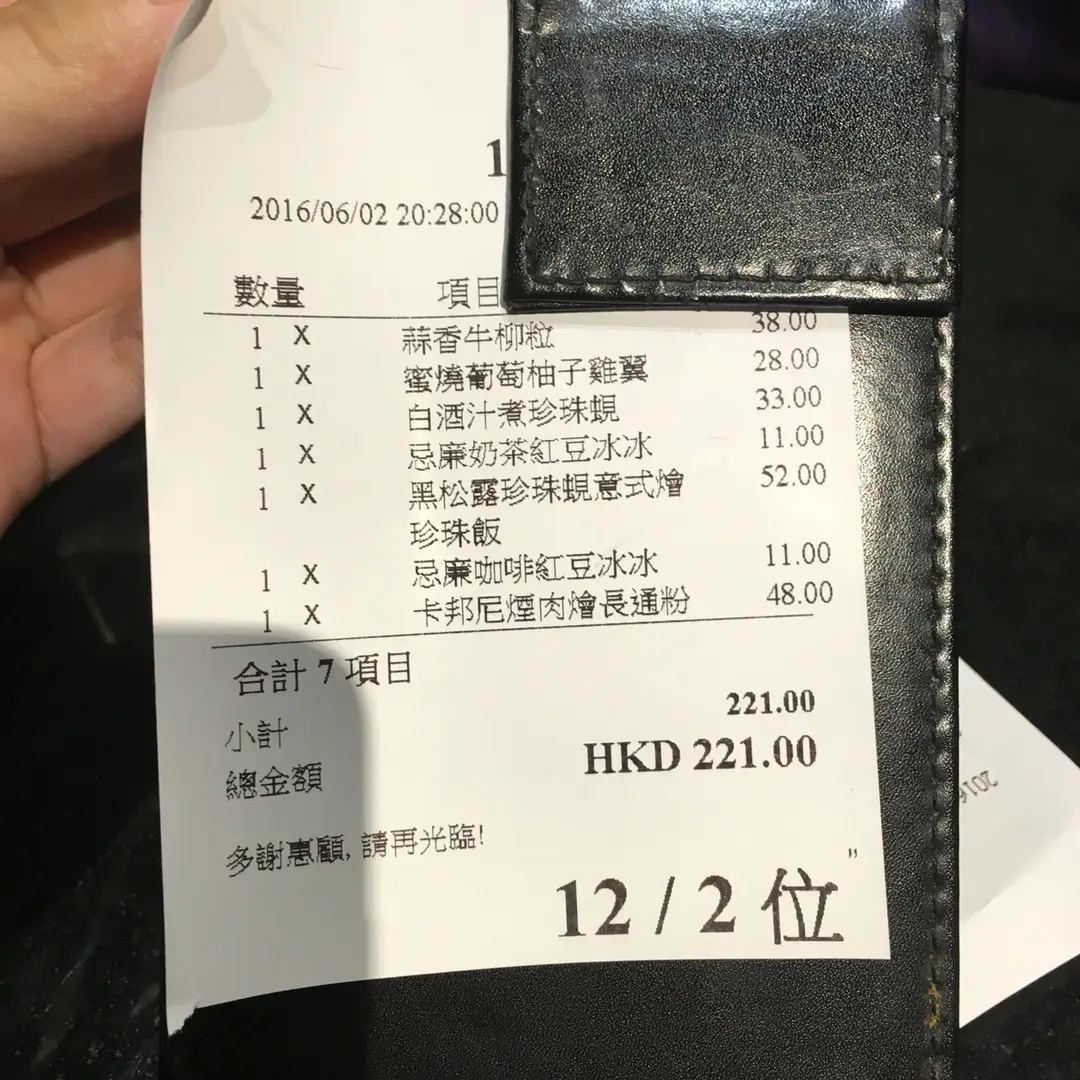 1
2016/06/02 20:28:00
數量 項目
1 X 蒜香牛柳粒 38.00
1 X 蜜燒葡萄柚子雞翼 28.00
1 X 白酒汁煮珍珠蜆 33.00
1 X 忌廉奶茶紅豆冰冰 11.00
1 X 黑松露珍珠蜆意式燴 52.00
珍珠飯
1 X 忌廉咖啡紅豆冰冰 11.00
1 X 卡邦尼煙肉燴長通粉 48.00
合計 7 項目
小計 221.00
總金額 HKD 221.00
多謝惠顧, 請再光臨!
"
12 / 2 位
2016